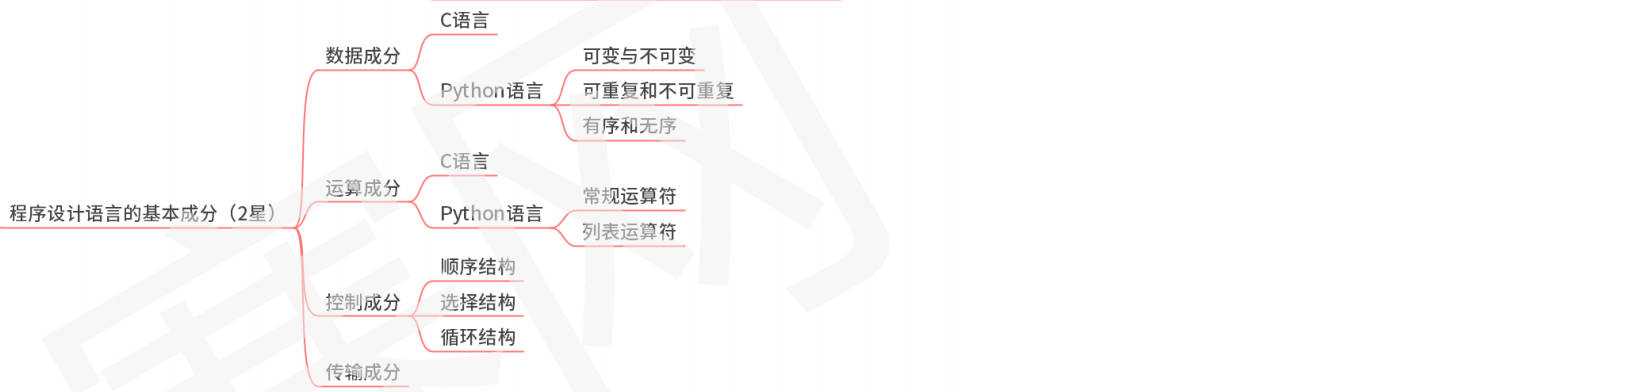 C语言
数据成分
可变与不可变
Python语言
可重复和不可重复
有序和无序
C语言
运算成分
常规运算符
程序设计语言的基本成分（2星）
Python语言
列表运算符
顺序结构
控制成分
选择结构
循环结构
传输成分